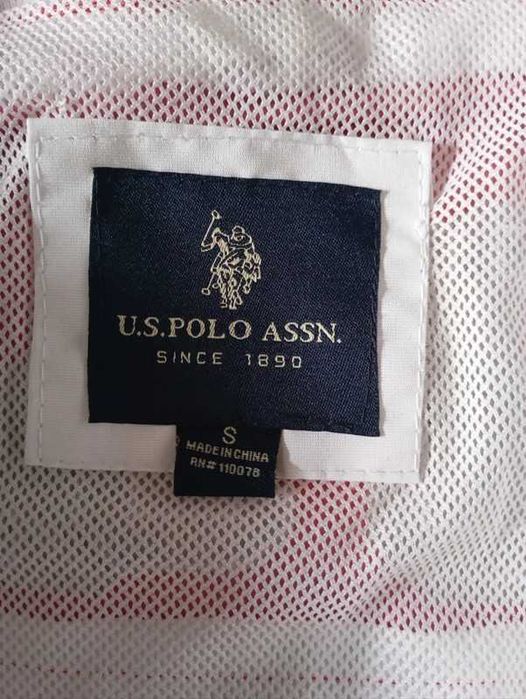 U.S. POLO ASSN.
SINCE 1890
S
MADE IN CHINA
RN# 110078